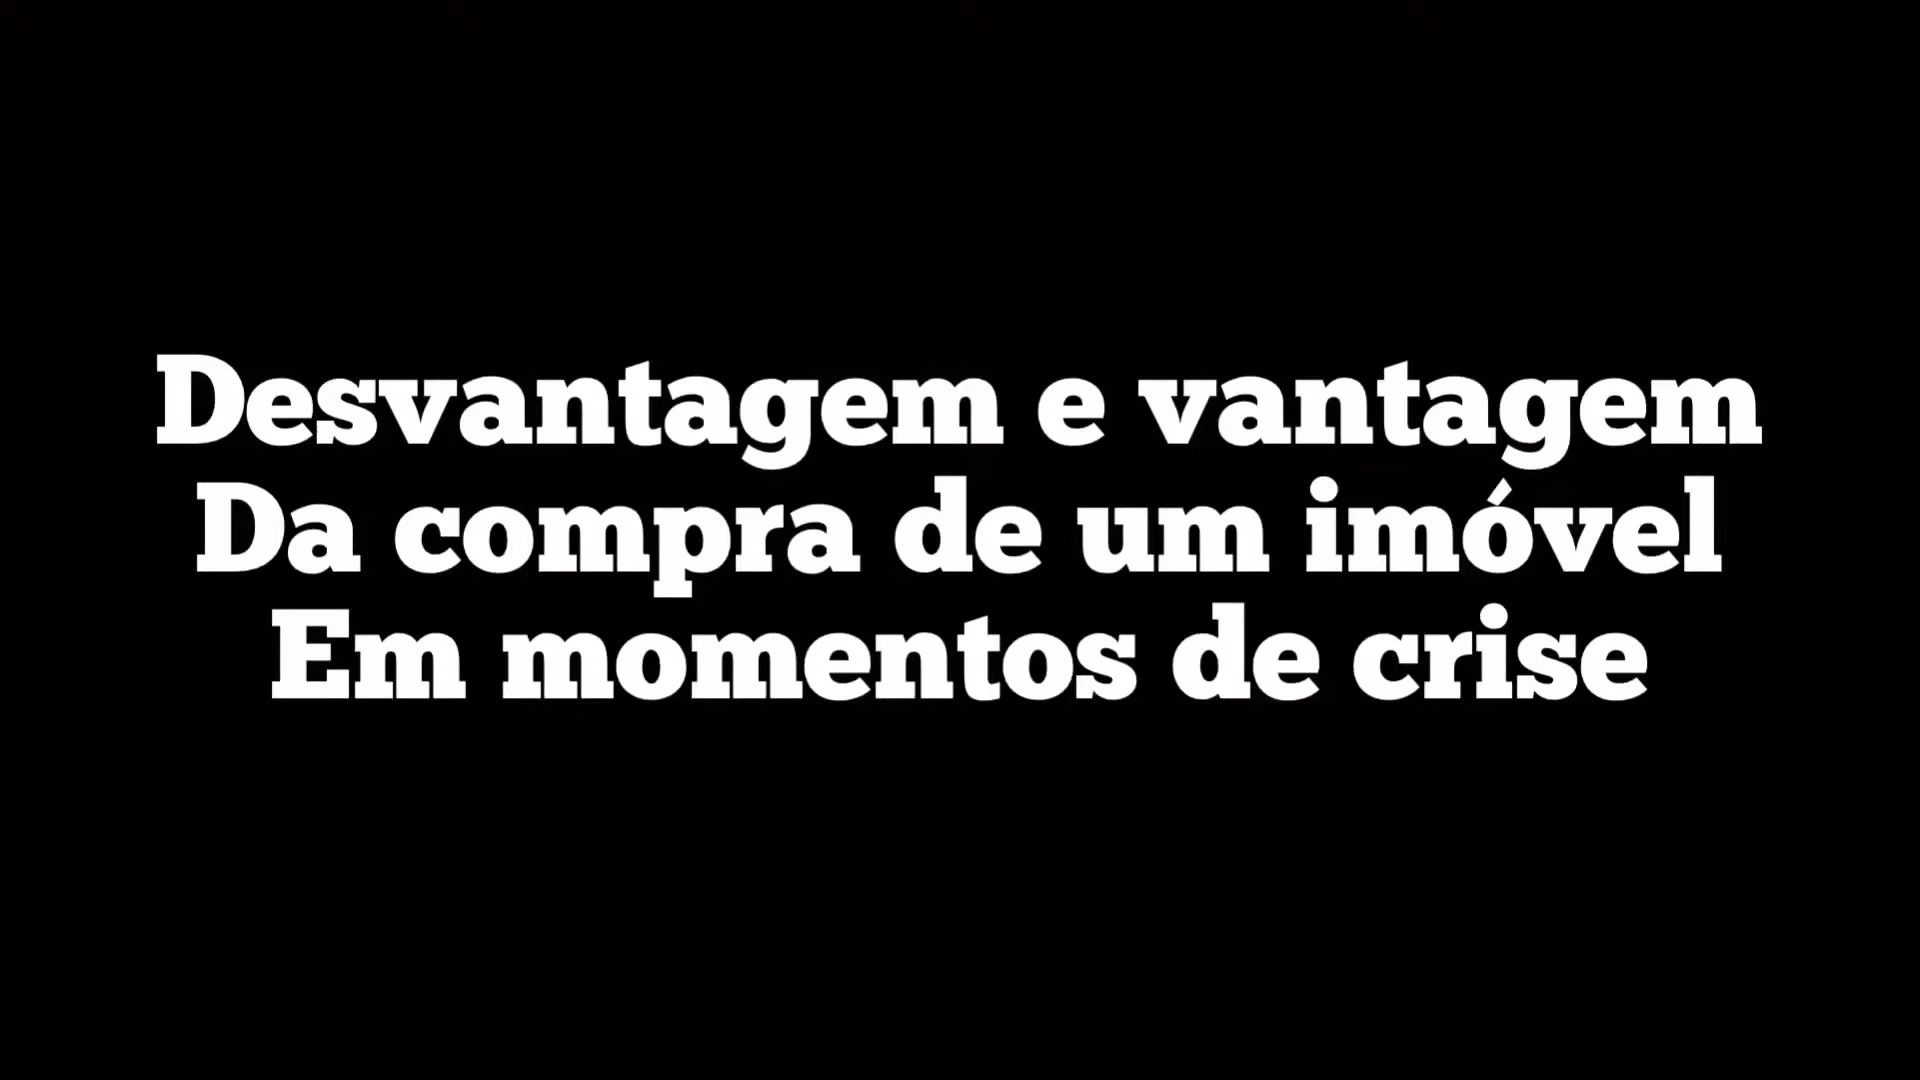 Desvantagem e vantagem
Da compra de um imóvel
Em momentos de crise